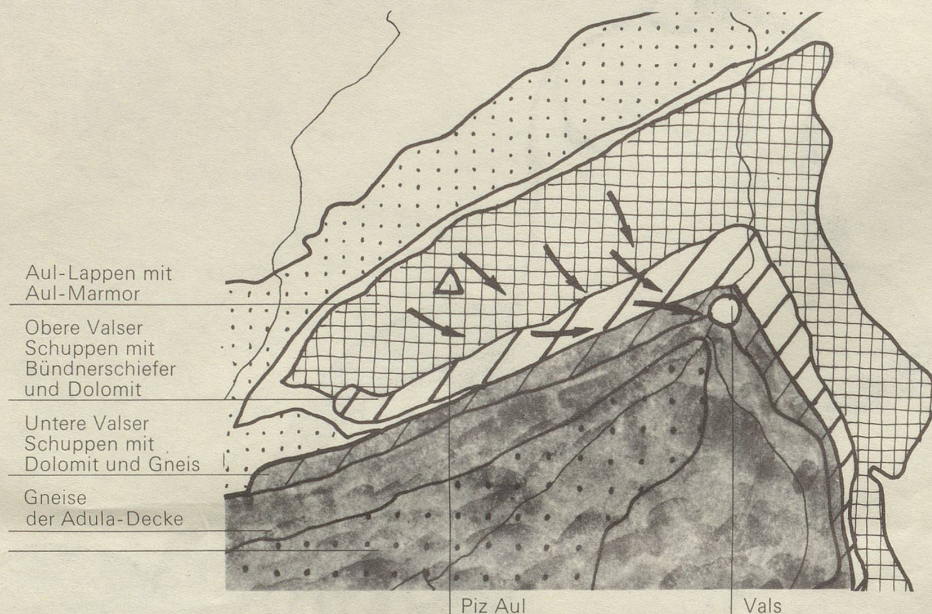 Aul-Lappen mit
Aul-Marmor
Obere Valser
Schuppen mit
Bündnerschiefer
und Dolomit
Untere Valser
Schuppen mit
Dolomit und Gneis
Gneise
der Adula-Decke
Piz Aul
Vals